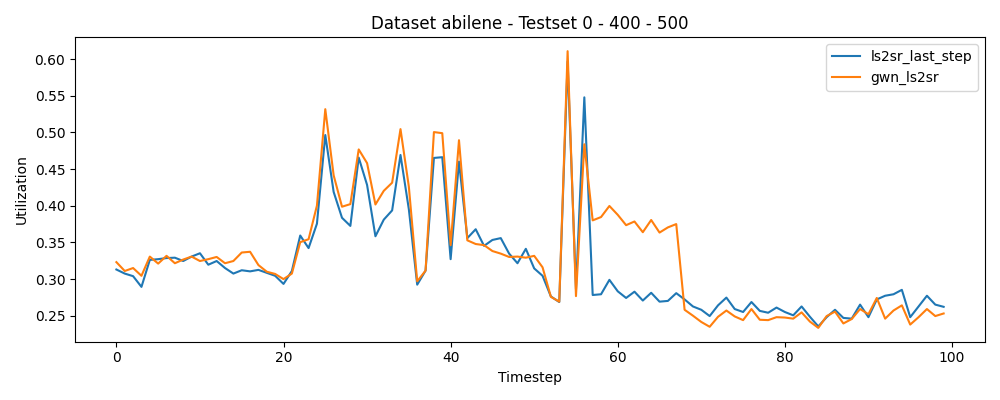 Dataset abilene - Testset 0 - 400 - 500
ls2sr_last_step
gwn_ls2sr
Utilization
0.60
0.55
0.50
0.45
0.40
0.35
0.30
0.25
0 20 40 60 80 100
Timestep